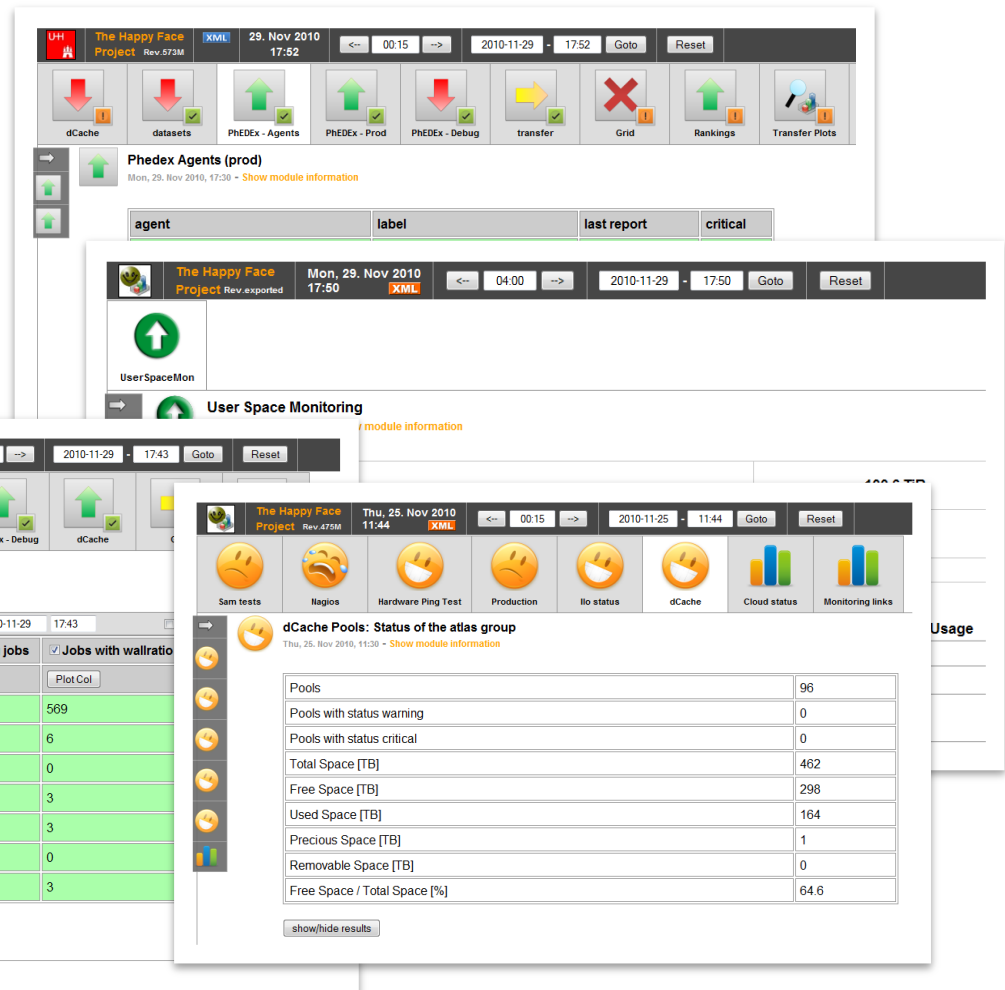 U+H
The Happy Face
Project Rev.573M
XML
29. Nov 2010
17:52
<-- 00:15 --> 2010-11-29 - 17:52 Goto Reset
dCache datasets PhEDEx - Agents PhEDEx - Prod PhEDEx - Debug transfer Grid Rankings Transfer Plots
Phedex Agents (prod)
Mon, 29. Nov 2010, 17:30 - Show module information
agent label last report critical
The Happy Face
Project Rev.exported
Mon, 29. Nov 2010
17:50 XML
<-- 04:00 --> 2010-11-29 - 17:50 Goto Reset
UserSpaceMon
User Space Monitoring
module information
Usage
--> 2010-11-29 - 17:43 Goto Reset
x - Debug dCache
0-11-29 17:43
jobs Jobs with wallratio
Plot Col
569
6
0
3
3
0
3
The Happy Face
Project Rev.475M
Thu, 25. Nov 2010
11:44 XML
<-- 00:15 --> 2010-11-25 - 11:44 Goto Reset
Sam tests Nagios Hardware Ping Test Production Ilo status dCache Cloud status Monitoring links
dCache Pools: Status of the atlas group
Thu, 25. Nov 2010, 11:30 - Show module information
Pools 96
Pools with status warning 0
Pools with status critical 0
Total Space [TB] 462
Free Space [TB] 298
Used Space [TB] 164
Precious Space [TB] 1
Removable Space [TB] 0
Free Space / Total Space [%] 64.6
show/hide results